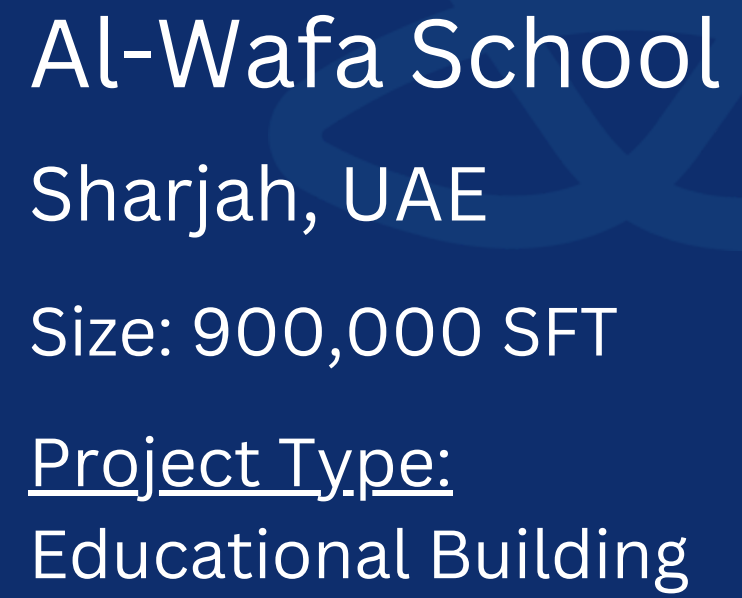 Al-Wafa School
Sharjah, UAE
Size: 900,000 SFT
Project Type:
Educational Building